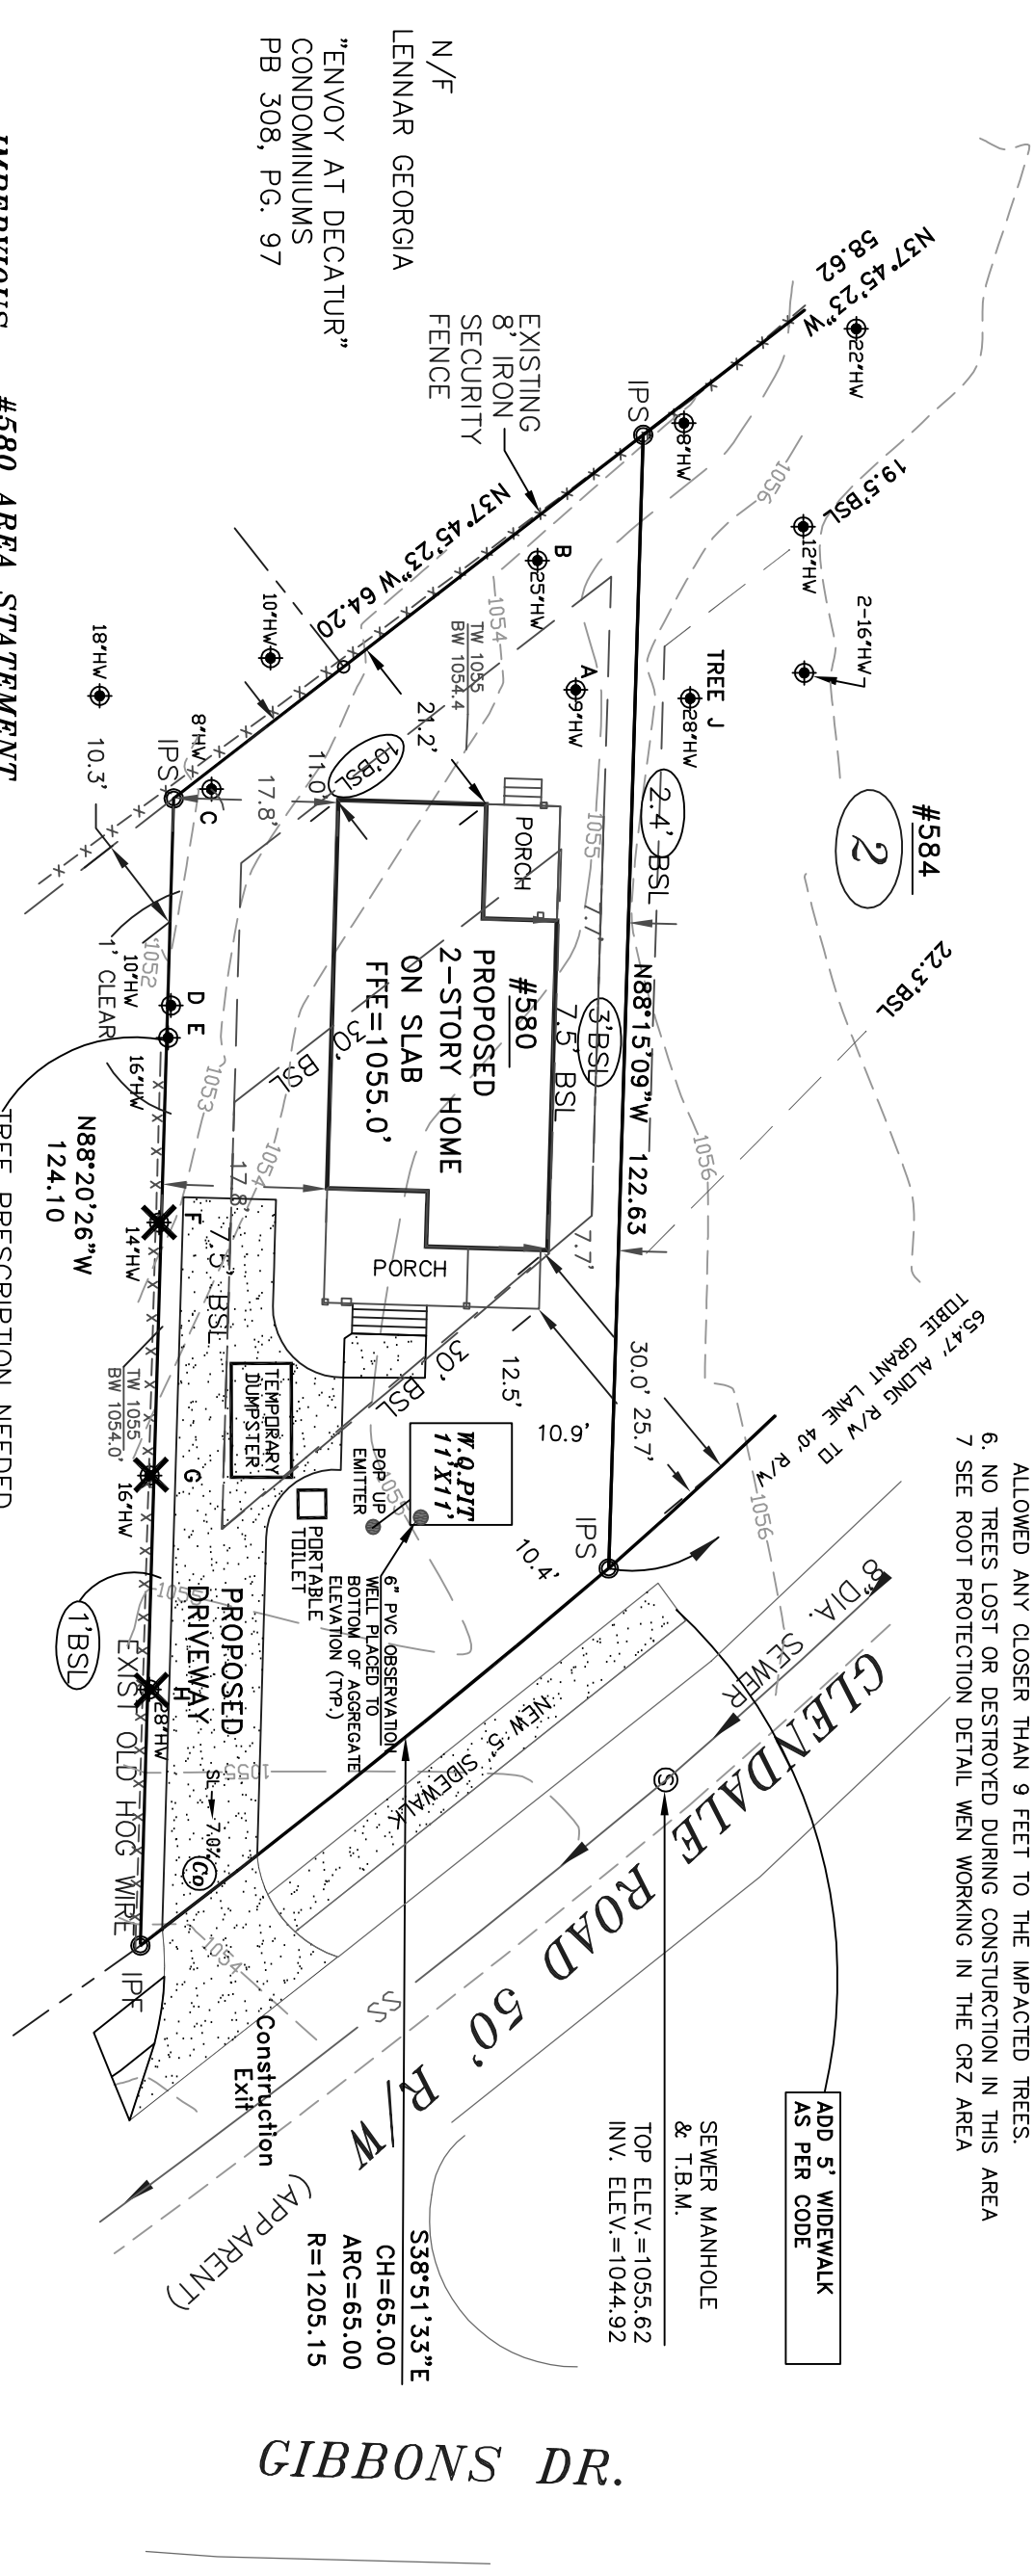 ALLOWED ANY CLOSER THAN 9 FEET TO THE IMPACTED TREES.
6. NO TREES LOST OR DESTROYED DURING CONSTURCTION IN THIS AREA
7 SEE ROOT PROTECTION DETAIL WEN WORKING IN THE CRZ AREA
N37°45'23"W
58.62
22"HW
8"HW
19.5'BSL
12"HW
2-16"HW
#584
2
22.3'BSL
65.47' ALONG R/W TO
TOBIE GRANT LANE 40' R/W
ADD 5' WIDEWALK
AS PER CODE
N/F
LENNAR GEORGIA
"ENVOY AT DECATUR"
CONDOMINIUMS
PB 308, PG. 97
EXISTING
8' IRON
SECURITY
FENCE
IPS
1056
N37°45'23"W 64.20
B
25"HW
A
9"HW
TREE J
28"HW
1054
TW 1055
BW 1054.4
10"HW
18"HW
8"HW
C
IPS
10.3'
21.2'
11.0'
10'BSL
17.8'
PORCH
1055
2.4' BSL
7.7'
3'BSL
7.5' BSL
N88°15'09"W 122.63
1056
#580
PROPOSED
2-STORY HOME
ON SLAB
FFE=1055.0'
30' BSL
1' CLEAR
1052
10"HW
D
E
16"HW
1053
1054
17.8'
N88°20'26"W
124.10
F
14"HW
7.5' BSL
PORCH
7.7'
30' BSL
12.5'
10.9'
30.0'
25.7'
TEMPORARY
DUMPSTER
TW 1055
BW 1054.0'
G
16"HW
PORTABLE
TOILET
POP UP
EMITTER
1055
W.Q.PIT
11'X11'
10.4'
IPS
1056
6" PVC OBSERVATION
WELL PLACED TO
BOTTOM OF AGGREGATE
ELEVATION (TYP.)
PROPOSED
DRIVEWAY
1055
1'BSL
H
28"HW
EXIST OLD HOG WIRE
SL 7.0%
Co
1055
NEW 5' SIDEWALK
8" DIA. SEWER
S
GLENDALE ROAD 50' R/W
(APPARENT)
SS
IPF
1054
Construction
Exit
SEWER MANHOLE
& T.B.M.
TOP ELEV.=1055.62
INV. ELEV.=1044.92
S38°51'33"E
CH=65.00
ARC=65.00
R=1205.15
GIBBONS DR.
TREE PRESCRIPTION NEEDED
IMPERVIOUS
#580 AREA STATEMENT